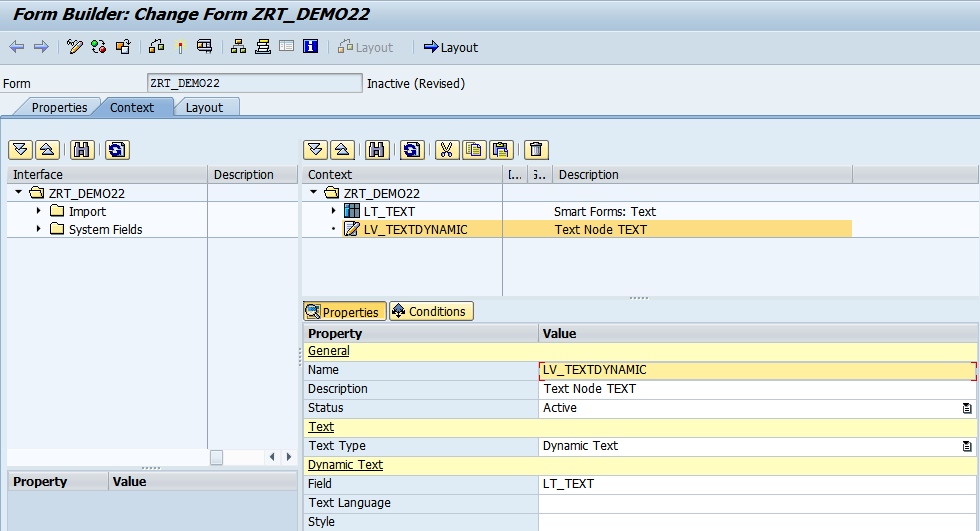 Form Builder: Change Form ZRT_DEMO22
Layout Layout
Form ZRT_DEMO22 Inactive (Revised)
Properties Context Layout
Interface Description
ZRT_DEMO22
Import
System Fields
Property Value
Context I... G.. Description
ZRT_DEMO22
LT_TEXT Smart Forms: Text
LV_TEXTDYNAMIC Text Node TEXT
Properties Conditions
Property Value
General
Name LV_TEXTDYNAMIC
Description Text Node TEXT
Status Active
Text
Text Type Dynamic Text
Dynamic Text
Field LT_TEXT
Text Language
Style